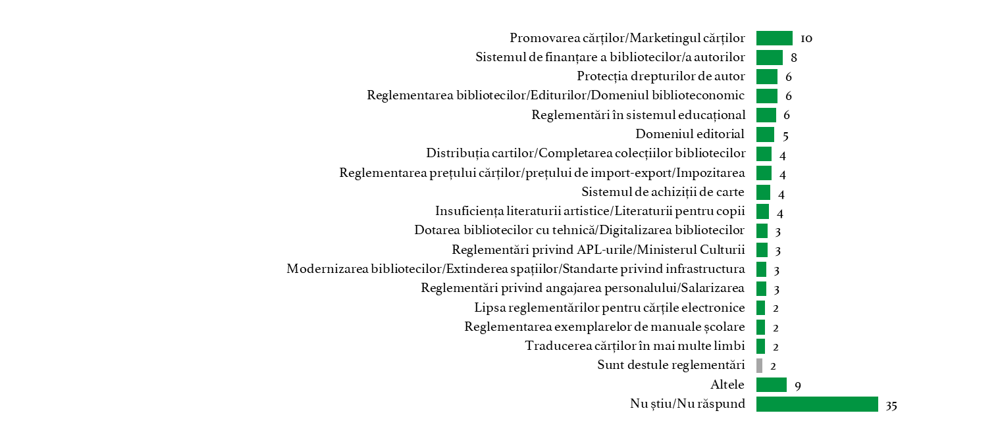 Promovarea cărților/Marketingul cărților 10
Sistemul de finanțare a bibliotecilor/a autorilor 8
Protecția drepturilor de autor 6
Reglementarea bibliotecilor/Editurilor/Domeniul biblioteconomic 6
Reglementări în sistemul educațional 6
Domeniul editorial 5
Distribuția cartilor/Completarea colecțiilor bibliotecilor 4
Reglementarea prețului cărților/prețului de import-export/Impozitarea 4
Sistemul de achiziții de carte 4
Insuficiența literaturii artistice/Literaturii pentru copii 4
Dotarea bibliotecilor cu tehnică/Digitalizarea bibliotecilor 3
Reglementări privind APL-urile/Ministerul Culturii 3
Modernizarea bibliotecilor/Extinderea spațiilor/Standarte privind infrastructura 3
Reglementări privind angajarea personalului/Salarizarea 3
Lipsa reglementărilor pentru cărțile electronice 2
Reglementarea exemplarelor de manuale școlare 2
Traducerea cărților în mai multe limbi 2
Sunt destule reglementări 2
Altele 9
Nu știu/Nu răspund 35